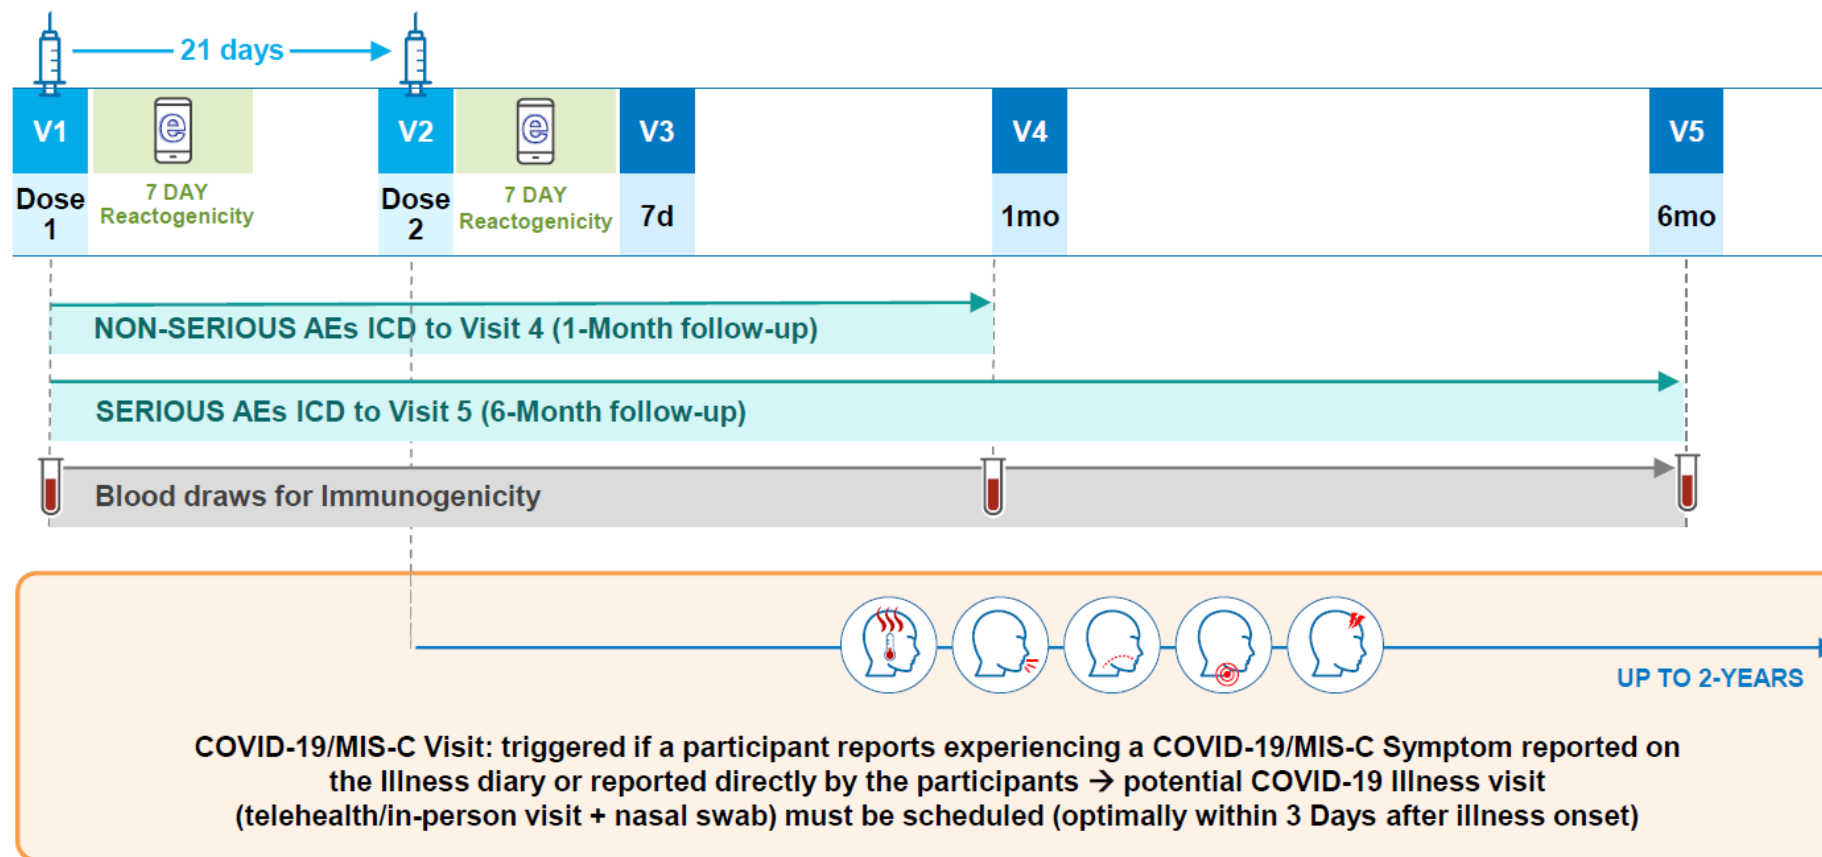 21 days
V1
e
V2
e
V3
V4
V5
Dose
1
7 DAY
Reactogenicity
Dose
2
7 DAY
Reactogenicity
7d
1mo
6mo
NON-SERIOUS AEs ICD to Visit 4 (1-Month follow-up)
SERIOUS AEs ICD to Visit 5 (6-Month follow-up)
Blood draws for Immunogenicity
UP TO 2-YEARS
COVID-19/MIS-C Visit: triggered if a participant reports experiencing a COVID-19/MIS-C Symptom reported on
the Illness diary or reported directly by the participants → potential COVID-19 Illness visit
(telehealth/in-person visit + nasal swab) must be scheduled (optimally within 3 Days after illness onset)